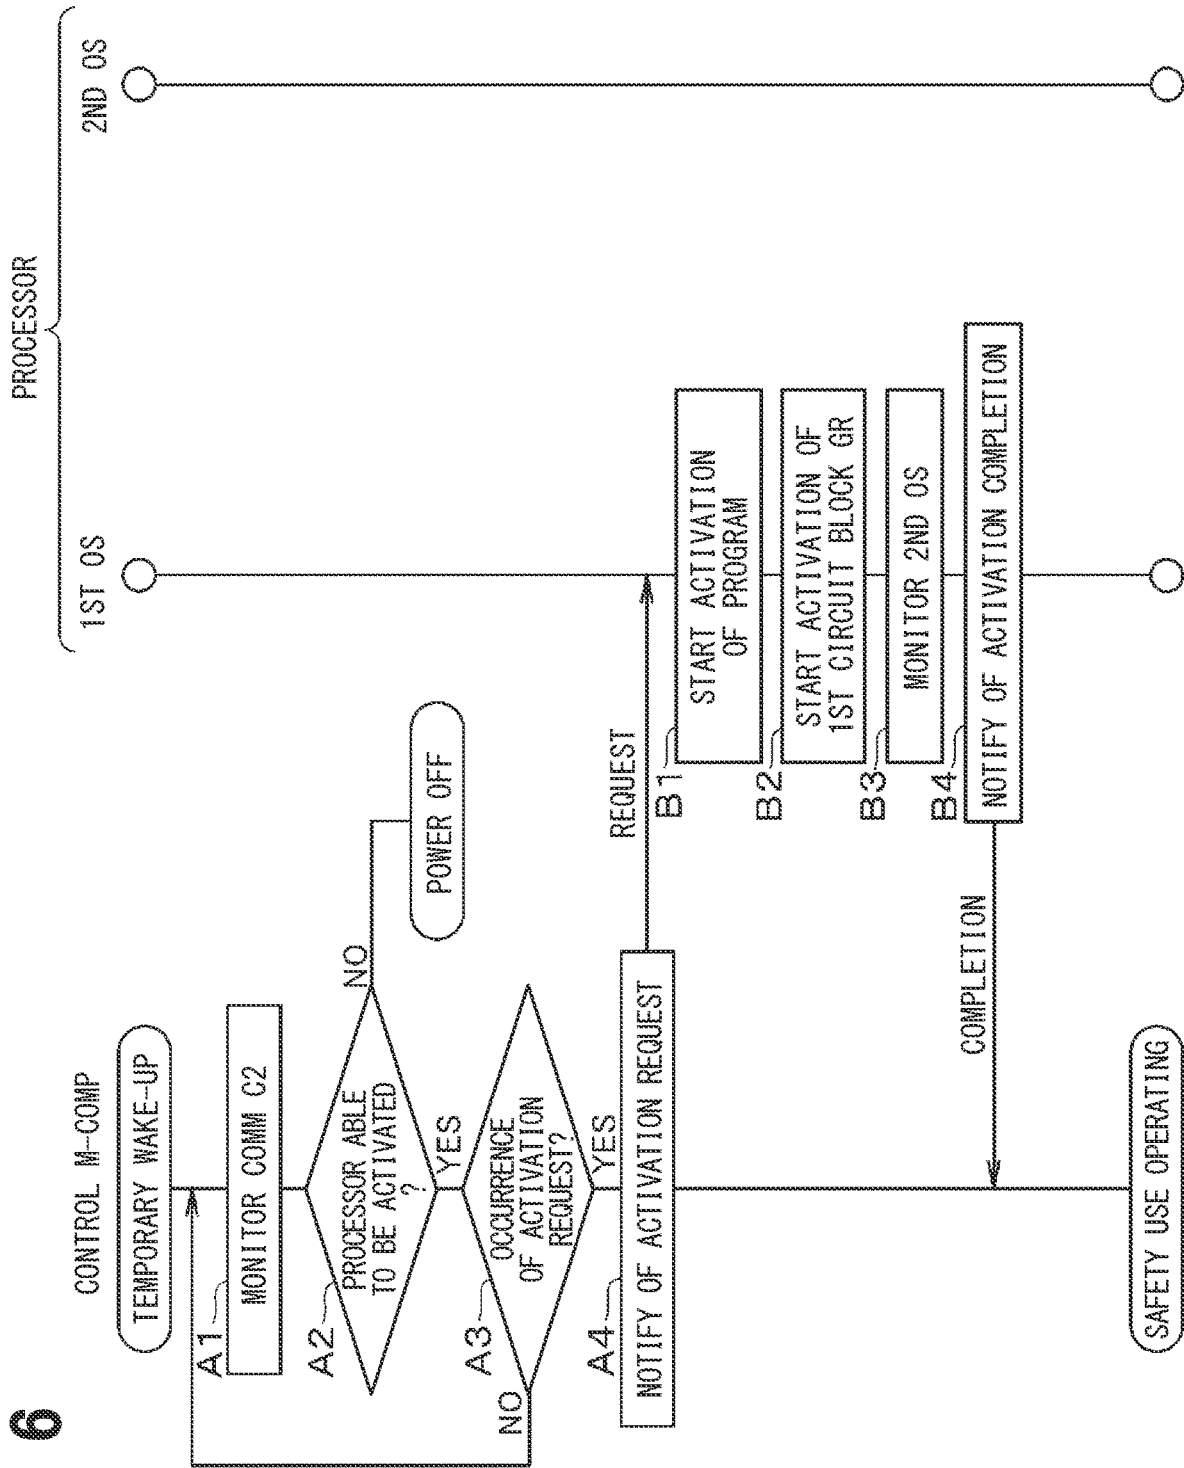 6
CONTROL M-COMP
PROCESSOR
1ST OS
2ND OS
TEMPORARY WAKE-UP
A1
MONITOR COMM C2
A2
PROCESSOR ABLE
TO BE ACTIVATED
?
NO
POWER OFF
YES
A3
OCCURRENCE
OF ACTIVATION
REQUEST?
NO
YES
A4
NOTIFY OF ACTIVATION REQUEST
REQUEST
B1
START ACTIVATION
OF PROGRAM
B2
START ACTIVATION OF
1ST CIRCUIT BLOCK GR
B3
MONITOR 2ND OS
B4
NOTIFY OF ACTIVATION COMPLETION
COMPLETION
SAFETY USE OPERATING